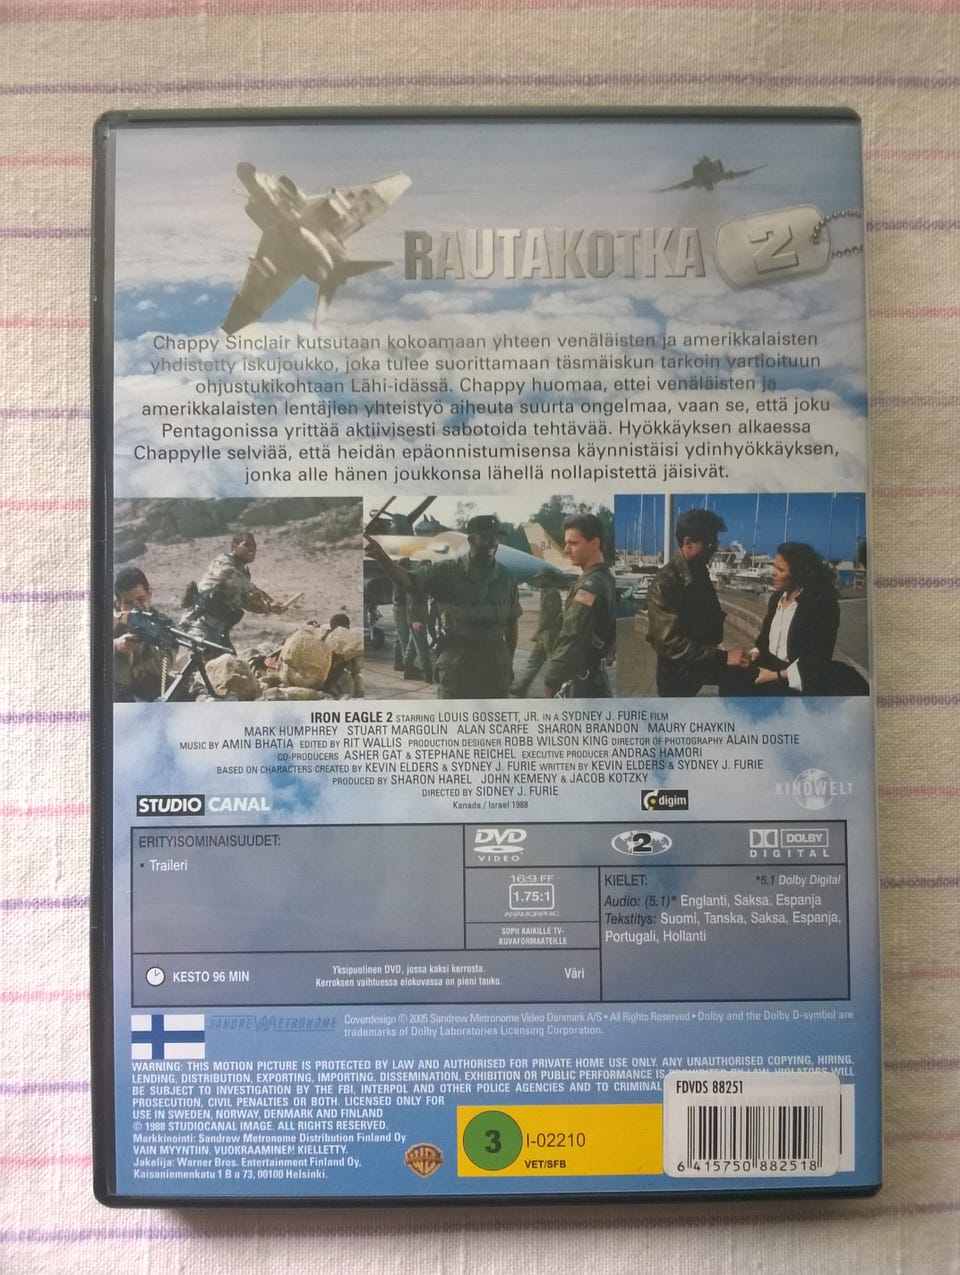 RAUTAKOTKA 2
Chappy Sinclair kutsutaan kokoamaan yhteen venäläisten ja amerikkalaisten
yhdistetty iskujoukko, joka tulee suorittamaan täsmäiskun tarkoin vartioituun
ohjustukikohtaan Lähi-idässä. Chappy huomaa, ettei venäläisten ja
amerikkalaisten lentäjien yhteistyö aiheuta suurta ongelmaa, vaan se, että joku
Pentagonissa yrittää aktiivisesti sabotoida tehtävää. Hyökkäyksen alkaessa
Chappylle selviää, että heidän epäonnistumisensa käynnistäisi ydinhyökkäyksen,
jonka alle hänen joukkonsa lähellä nollapistettä jäisivät.
BA
IRON EAGLE 2 STARRING LOUIS GOSSETT, JR. IN A SYDNEY J. FURIE FILM
MARK HUMPHREY STUART MARGOLIN ALAN SCARFE SHARON BRANDON MAURY CHAYKIN
MUSIC BY AMIN BHATIA EDITED BY RIT WALLIS PRODUCTION DESIGNER ROBB WILSON KING DIRECTOR OF PHOTOGRAPHY ALAIN DOSTIE
CO-PRODUCERS ASHER GAT & STEPHANE REICHEL EXECUTIVE PRODUCER ANDRAS HAMORI
BASED ON CHARACTERS CREATED BY KEVIN ELDERS & SYDNEY J. FURIE WRITTEN BY KEVIN ELDERS & SYDNEY J. FURIE
PRODUCED BY SHARON HAREL JOHN KEMENY & JACOB KOTZKY
DIRECTED BY SIDNEY J. FURIE
Kanada / Israel 1988
STUDIO CANAL
digim
KINOWELT
ERITYISOMINAISUUDET:
• Traileri
DVD
VIDEO
2
DOLBY
DIGITAL
16:9 FF
1.75:1
ANAMORPHIC
SOPII KAIKILLE TV-
KUVAFORMAATEILLE
KIELET: *5.1 Dolby Digital
Audio: (5.1)* Englanti, Saksa, Espanja
Tekstitys: Suomi, Tanska, Saksa, Espanja,
Portugali, Hollanti
KESTO 96 MIN
Yksipuolinen DVD, jossa kaksi kerrosta.
Kerroksen vaihtuessa elokuvassa on pieni tauko.
Väri
SANDREW METRONOME
Coverdesign © 2005 Sandrew Metronome Video Danmark A/S • All Rights Reserved • Dolby and the Dolby D-symbol are
trademarks of Dolby Laboratories Licensing Corporation.
WARNING: THIS MOTION PICTURE IS PROTECTED BY LAW AND AUTHORISED FOR PRIVATE HOME USE ONLY. ANY UNAUTHORISED COPYING, HIRING,
LENDING, DISTRIBUTION, EXPORTING, IMPORTING, DISSEMINATION, EXHIBITION OR PUBLIC PERFORMANCE IS PROHIBITED BY LAW. VIOLATORS WILL
BE SUBJECT TO INVESTIGATION BY THE FBI, INTERPOL AND OTHER POLICE AGENCIES AND TO CRIMINAL
PROSECUTION, CIVIL PENALTIES OR BOTH. LICENSED ONLY FOR
USE IN SWEDEN, NORWAY, DENMARK AND FINLAND
© 1988 STUDIOCANAL IMAGE. ALL RIGHTS RESERVED.
Markkinointi: Sandrew Metronome Distribution Finland Oy
VAIN MYYNTIIN. VUOKRAAMINEN KIELLETTY.
Jakelija: Warner Bros. Entertainment Finland Oy,
Kaisaniemenkatu 1 B a 73, 00100 Helsinki.
WB
3
I-02210
VET/SFB
FDVDS 88251
6 415750 882518